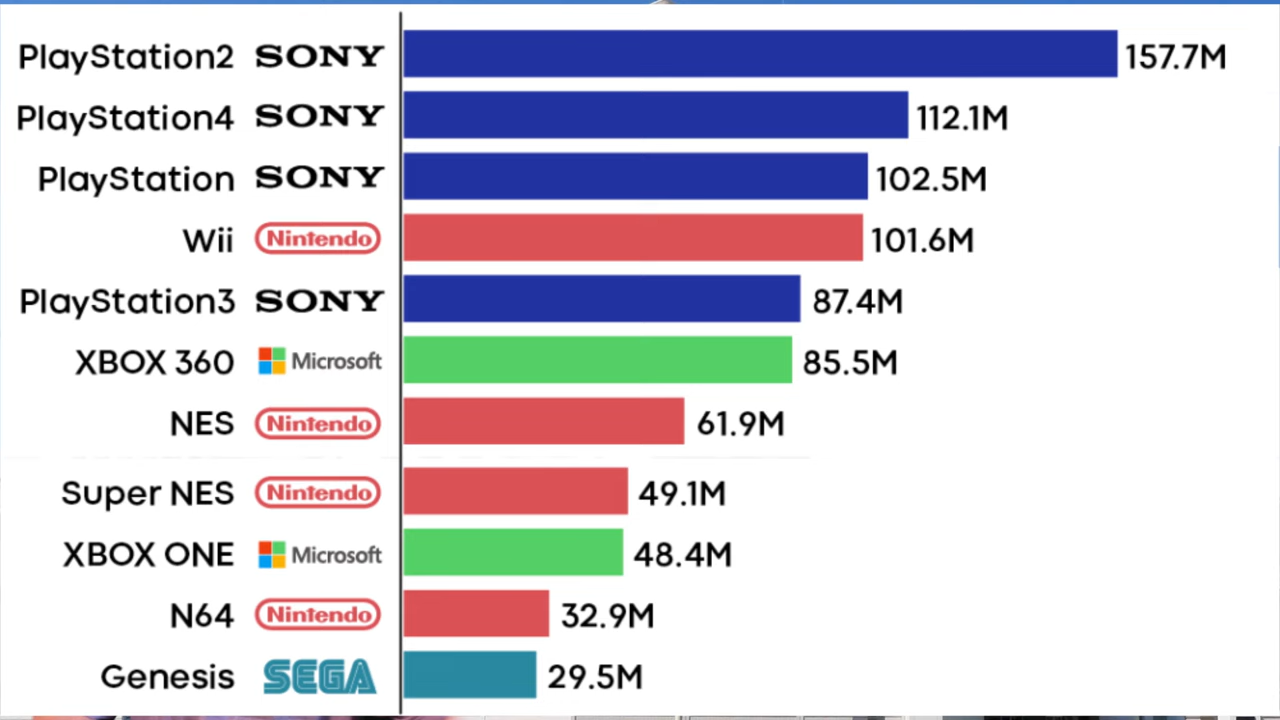 PlayStation2 SONY 157.7M
PlayStation4 SONY 112.1M
PlayStation SONY 102.5M
Wii Nintendo 101.6M
PlayStation3 SONY 87.4M
XBOX 360 Microsoft 85.5M
NES Nintendo 61.9M
Super NES Nintendo 49.1M
XBOX ONE Microsoft 48.4M
N64 Nintendo 32.9M
Genesis SEGA 29.5M